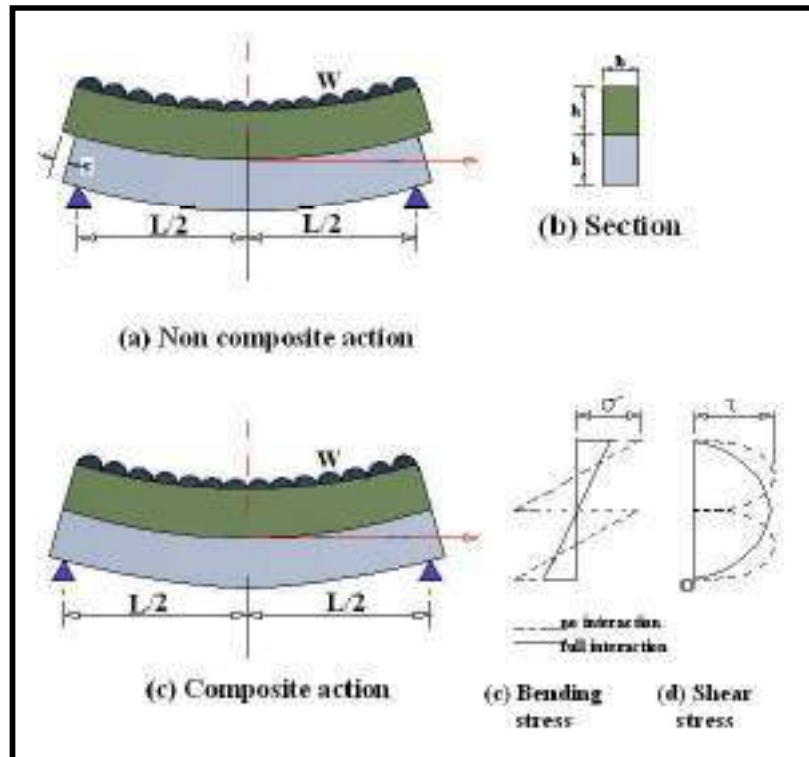 W
h
h
h
L/2
L/2
(b) Section
(a) Non composite action
σ
τ
W
L/2
L/2
no interaction
full interaction
(c) Composite action
(c) Bending
stress
(d) Shear
stress